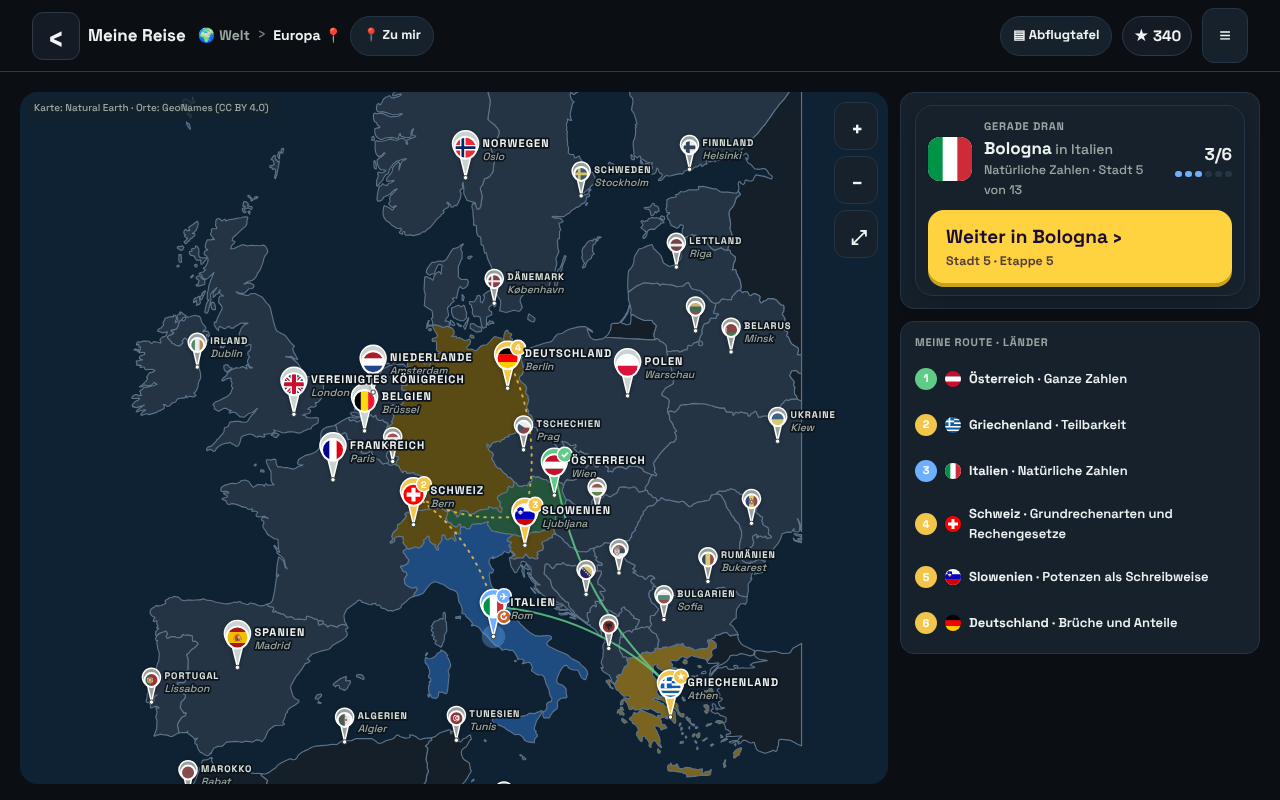 < Meine Reise Welt > Europa Zu mir Abflugtafel ★ 340 ≡
Karte: Natural Earth · Orte: GeoNames (CC BY 4.0)
+
−
NORWEGEN
Oslo
FINNLAND
Helsinki
SCHWEDEN
Stockholm
LETTLAND
Riga
DÄNEMARK
København
BELARUS
Minsk
IRLAND
Dublin
NIEDERLANDE
Amsterdam
4
DEUTSCHLAND
Berlin
POLEN
Warschau
VEREINIGTES KÖNIGREICH
London
BELGIEN
Brüssel
UKRAINE
Kiew
TSCHECHIEN
Prag
FRANKREICH
Paris
ÖSTERREICH
Wien
2
SCHWEIZ
Bern
3
SLOWENIEN
Ljubljana
RUMÄNIEN
Bukarest
BULGARIEN
Sofia
ITALIEN
Rom
SPANIEN
Madrid
PORTUGAL
Lissabon
GRIECHENLAND
Athen
ALGERIEN
Algier
TUNESIEN
Tunis
MAROKKO
Rabat
GERADE DRAN
Bologna in Italien
3/6
Natürliche Zahlen · Stadt 5
von 13
Weiter in Bologna >
Stadt 5 · Etappe 5
MEINE ROUTE · LÄNDER
1 Österreich · Ganze Zahlen
2 Griechenland · Teilbarkeit
3 Italien · Natürliche Zahlen
4 Schweiz · Grundrechenarten und
Rechengesetze
5 Slowenien · Potenzen als Schreibweise
6 Deutschland · Brüche und Anteile